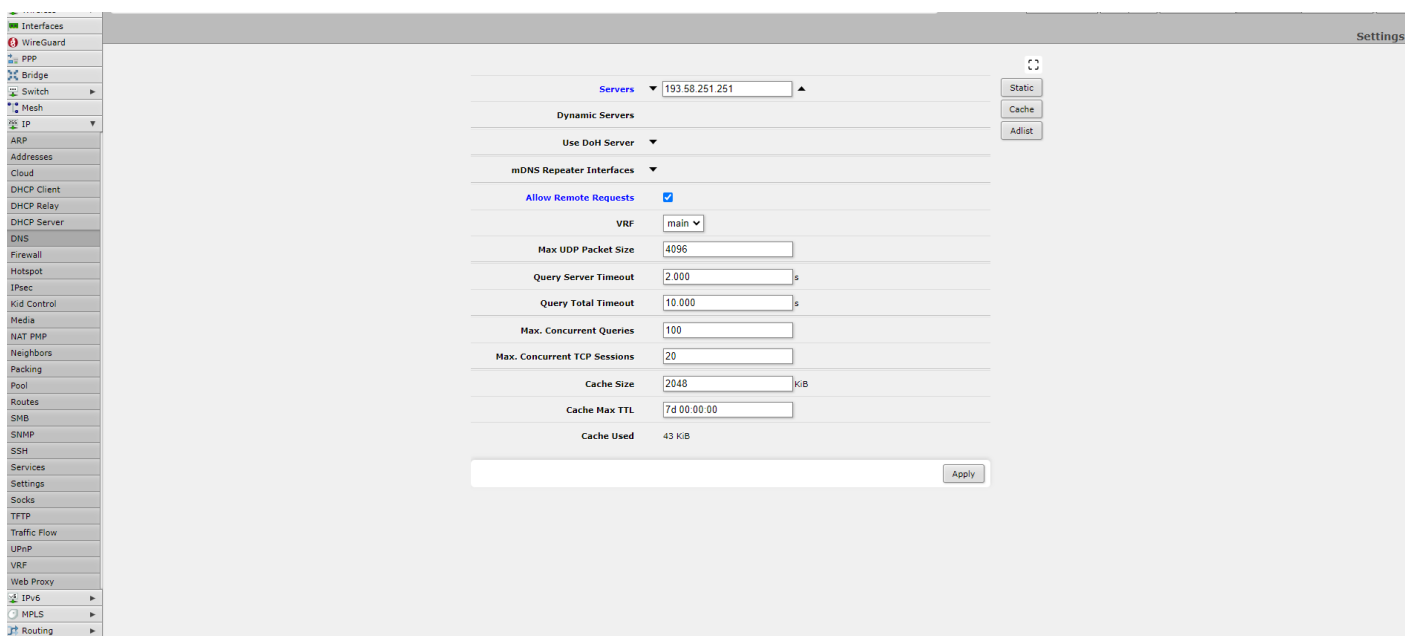 Interfaces
WireGuard
PPP
Bridge
Switch
Mesh
IP
ARP
Addresses
Cloud
DHCP Client
DHCP Relay
DHCP Server
DNS
Firewall
Hotspot
IPsec
Kid Control
Media
NAT PMP
Neighbors
Packing
Pool
Routes
SMB
SNMP
SSH
Services
Settings
Socks
TFTP
Traffic Flow
UPnP
VRF
Web Proxy
IPv6
MPLS
Routing
Settings
Servers 193.58.251.251
Dynamic Servers
Use DoH Server
mDNS Repeater Interfaces
Allow Remote Requests
VRF main
Max UDP Packet Size 4096
Query Server Timeout 2.000 s
Query Total Timeout 10.000 s
Max. Concurrent Queries 100
Max. Concurrent TCP Sessions 20
Cache Size 2048 KiB
Cache Max TTL 7d 00:00:00
Cache Used 43 KiB
Apply
Static
Cache
Adlist